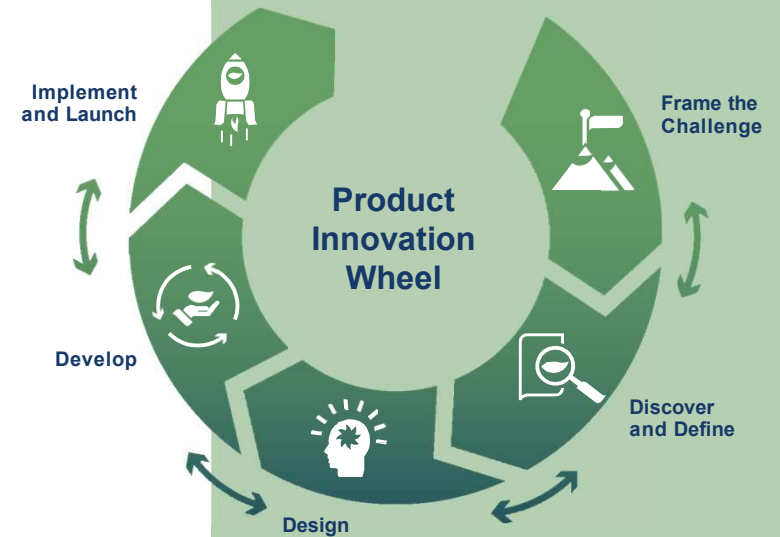 Product
Innovation
Wheel
Frame the
Challenge
Discover
and Define
Design
Develop
Implement
and Launch